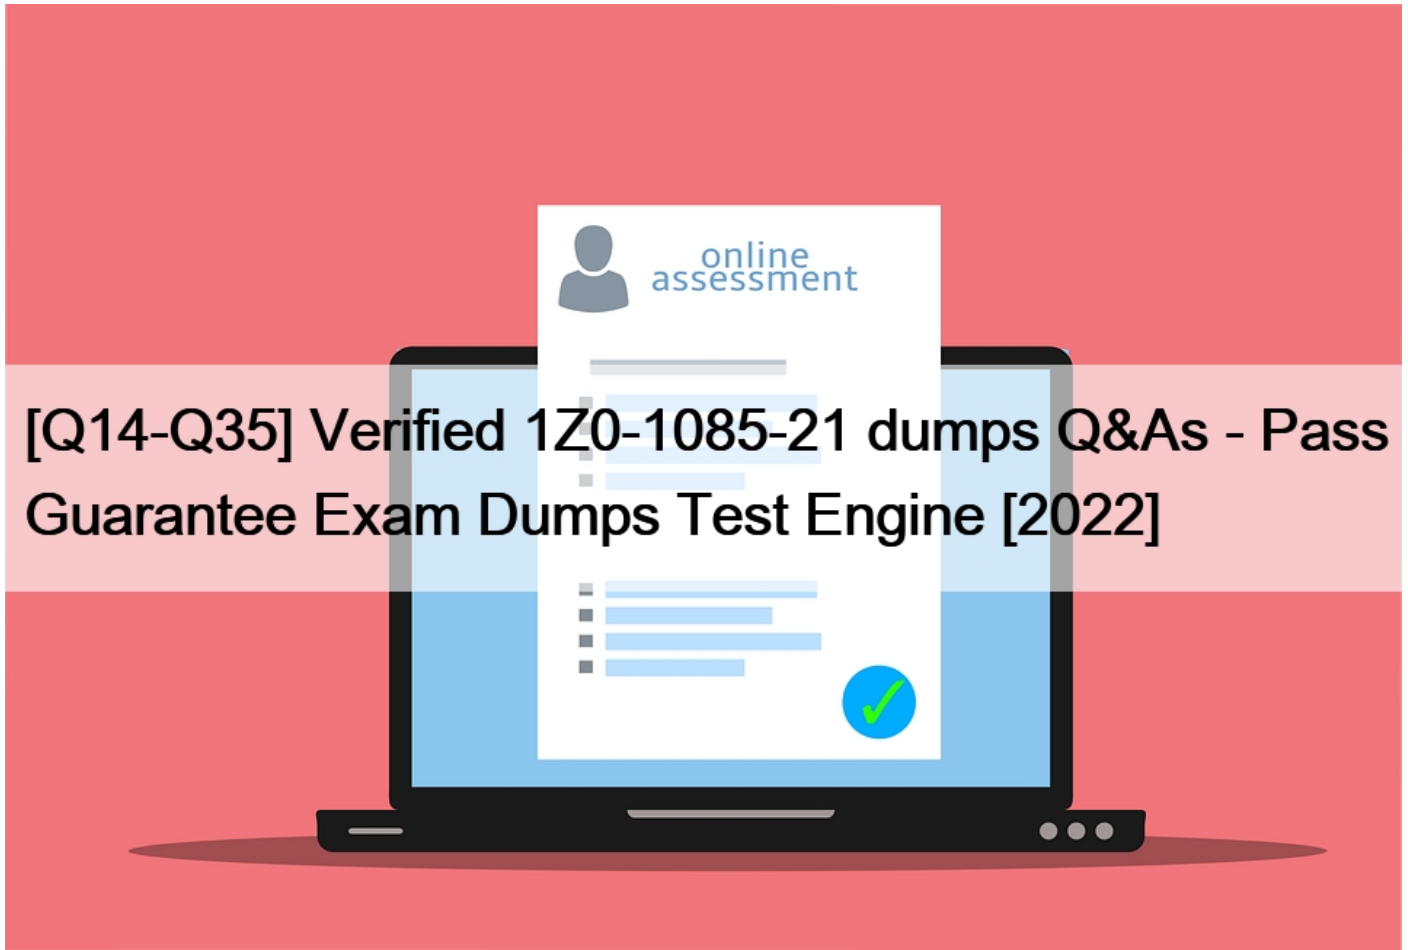 online
assessment
[Q14-Q35] Verified 1Z0-1085-21 dumps Q&As - Pass
Guarantee Exam Dumps Test Engine [2022]